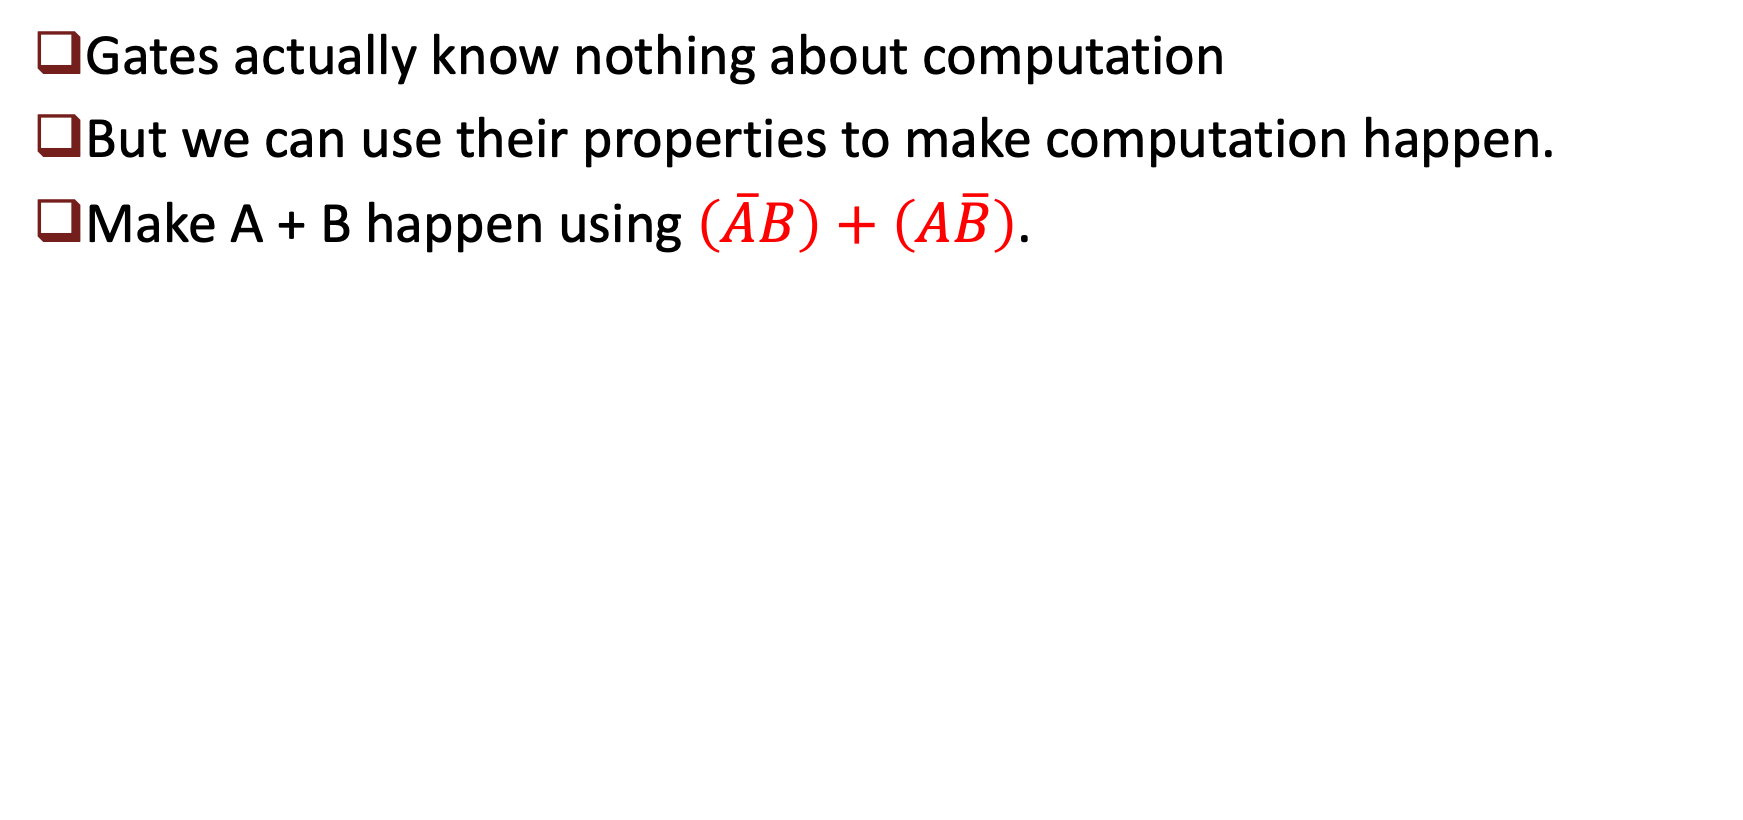 ❑Gates actually know nothing about computation
❑But we can use their properties to make computation happen.
❑Make A + B happen using (A̅B) + (AB̅).